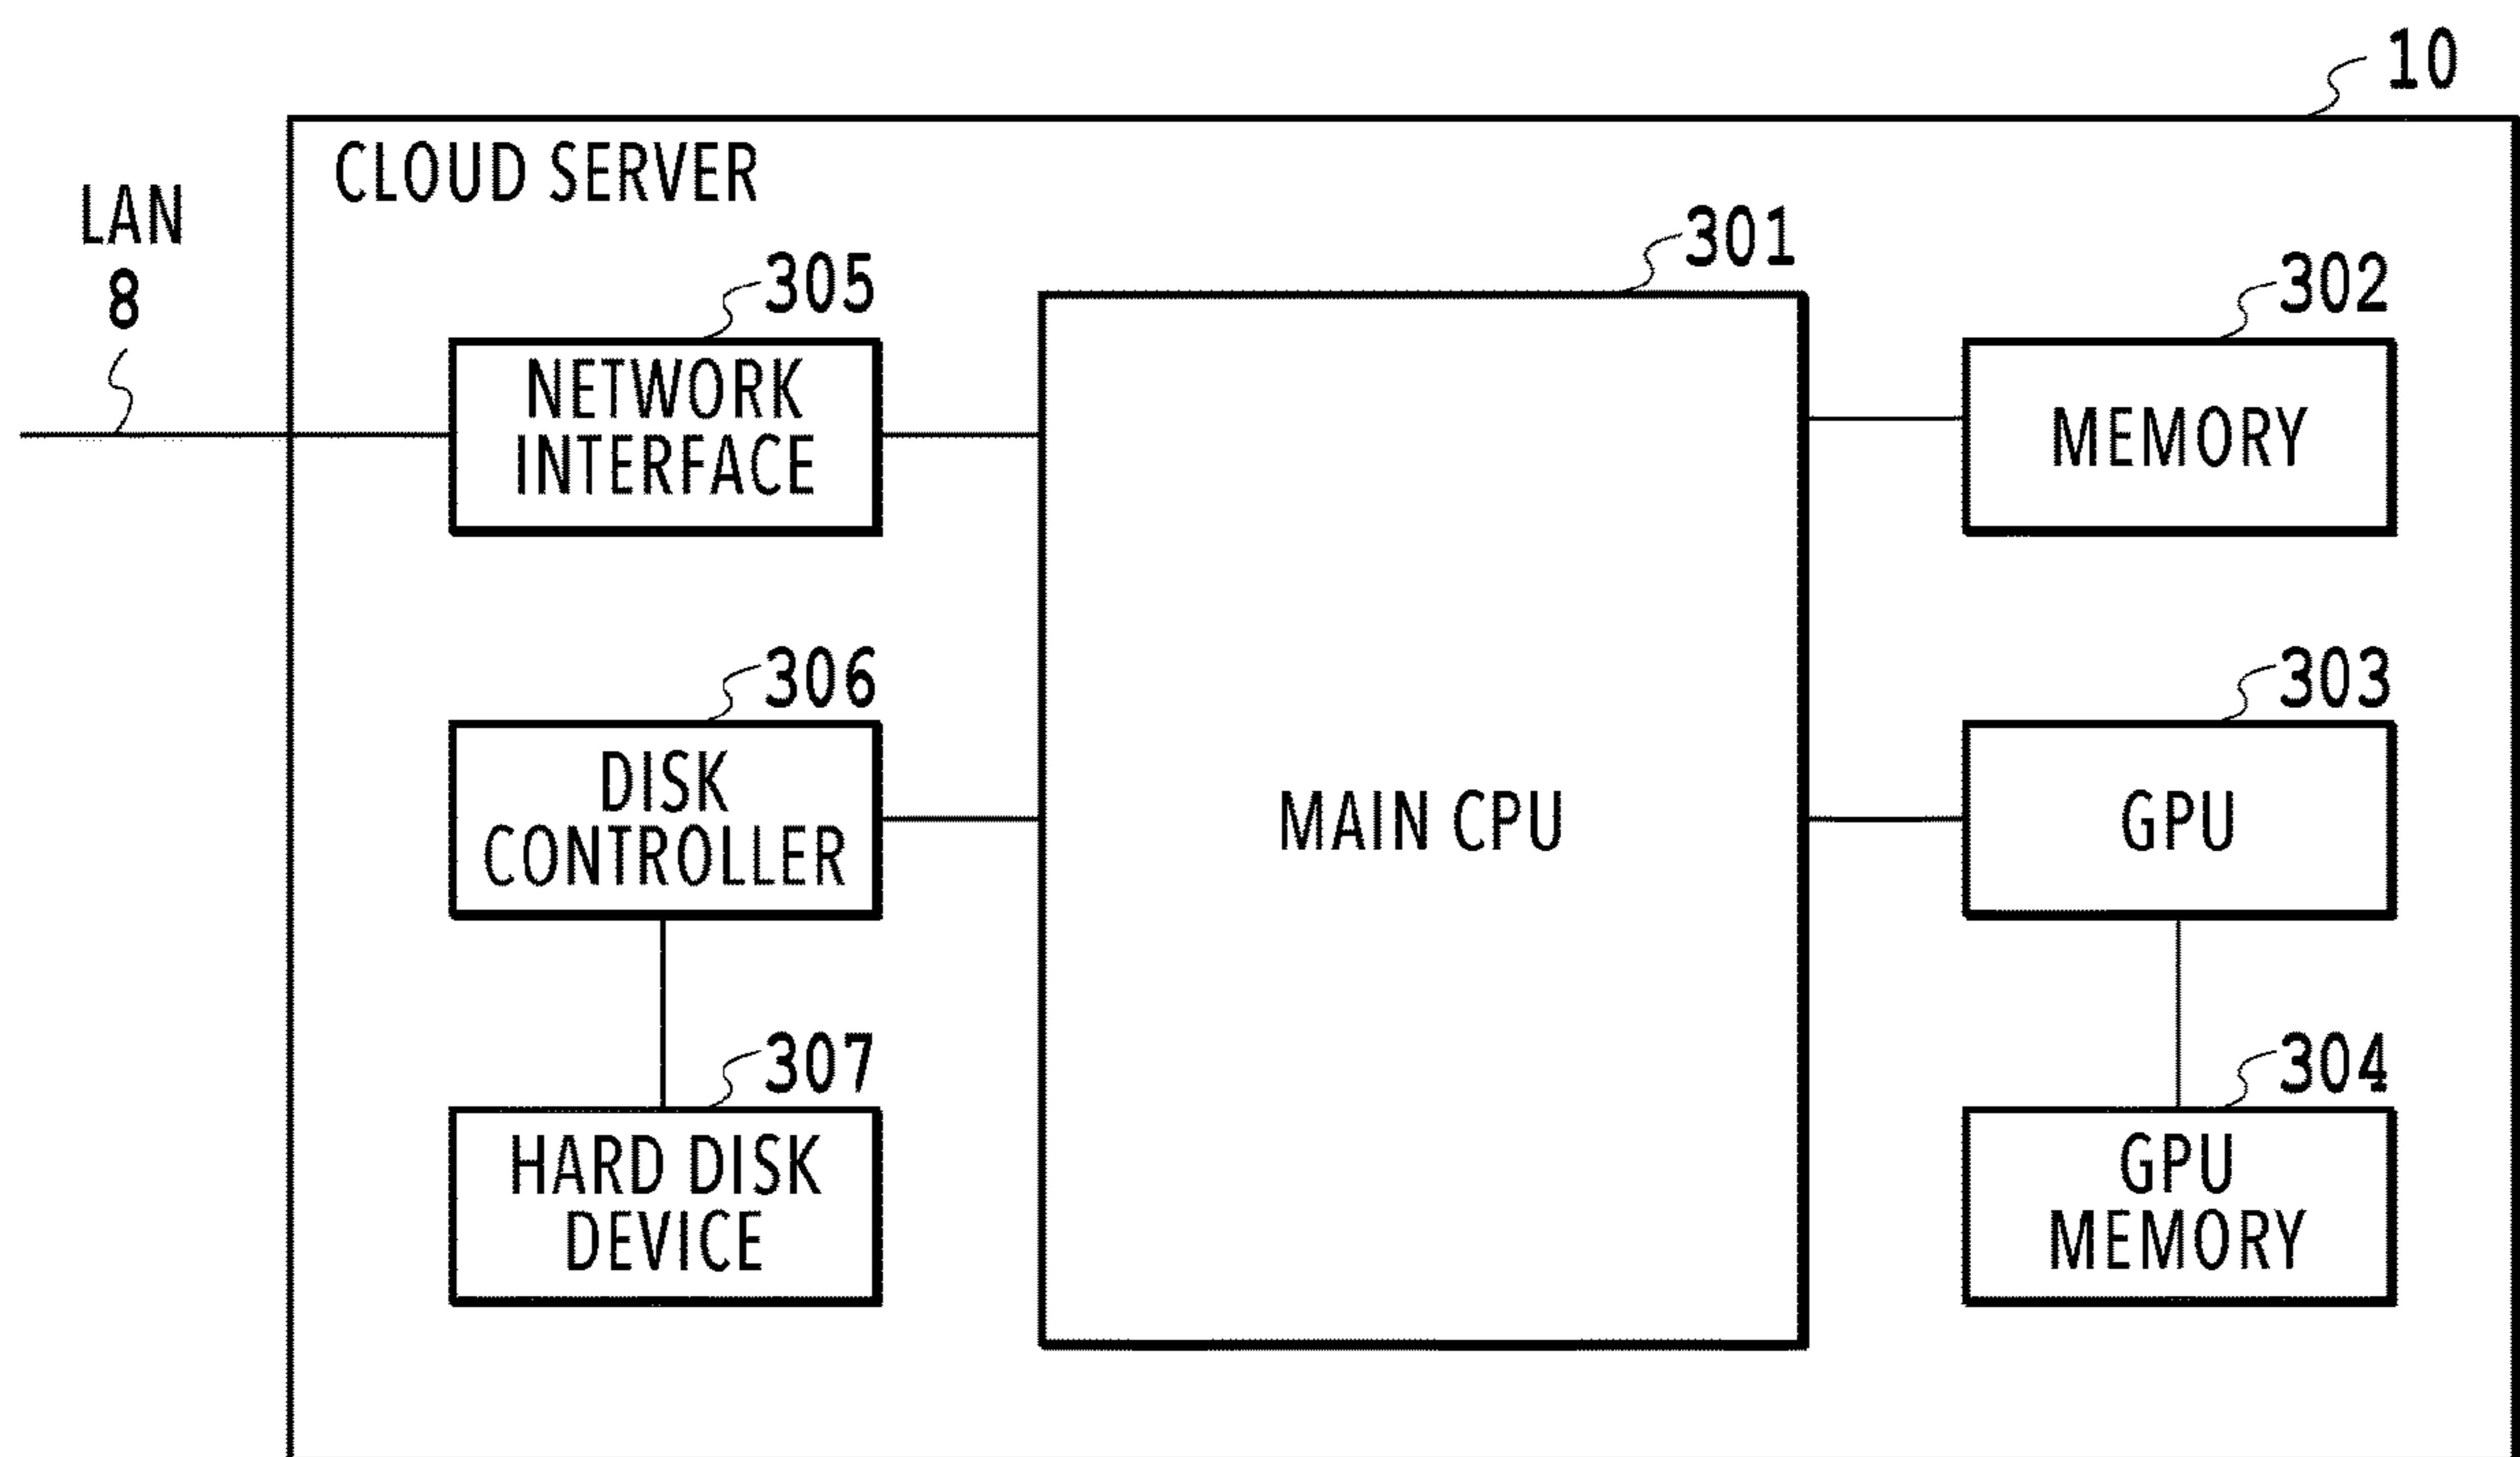 10
CLOUD SERVER
LAN
8
305
NETWORK
INTERFACE
301
302
MEMORY
306
DISK
CONTROLLER
MAIN CPU
303
GPU
307
HARD DISK
DEVICE
304
GPU
MEMORY